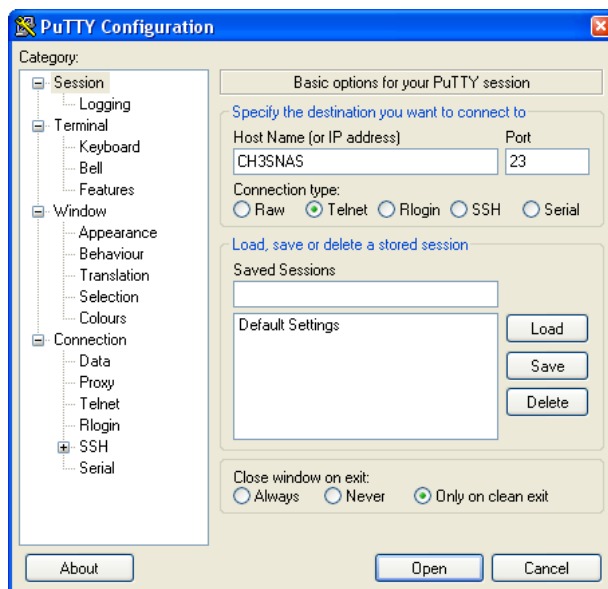 PuTTY Configuration
Category:
Session
Logging
Terminal
Keyboard
Bell
Features
Window
Appearance
Behaviour
Translation
Selection
Colours
Connection
Data
Proxy
Telnet
Rlogin
SSH
Serial
Basic options for your PuTTY session
Specify the destination you want to connect to
Host Name (or IP address) Port
CH3SNAS 23
Connection type:
Raw Telnet Rlogin SSH Serial
Load, save or delete a stored session
Saved Sessions
Default Settings
Load
Save
Delete
Close window on exit:
Always Never Only on clean exit
About Open Cancel